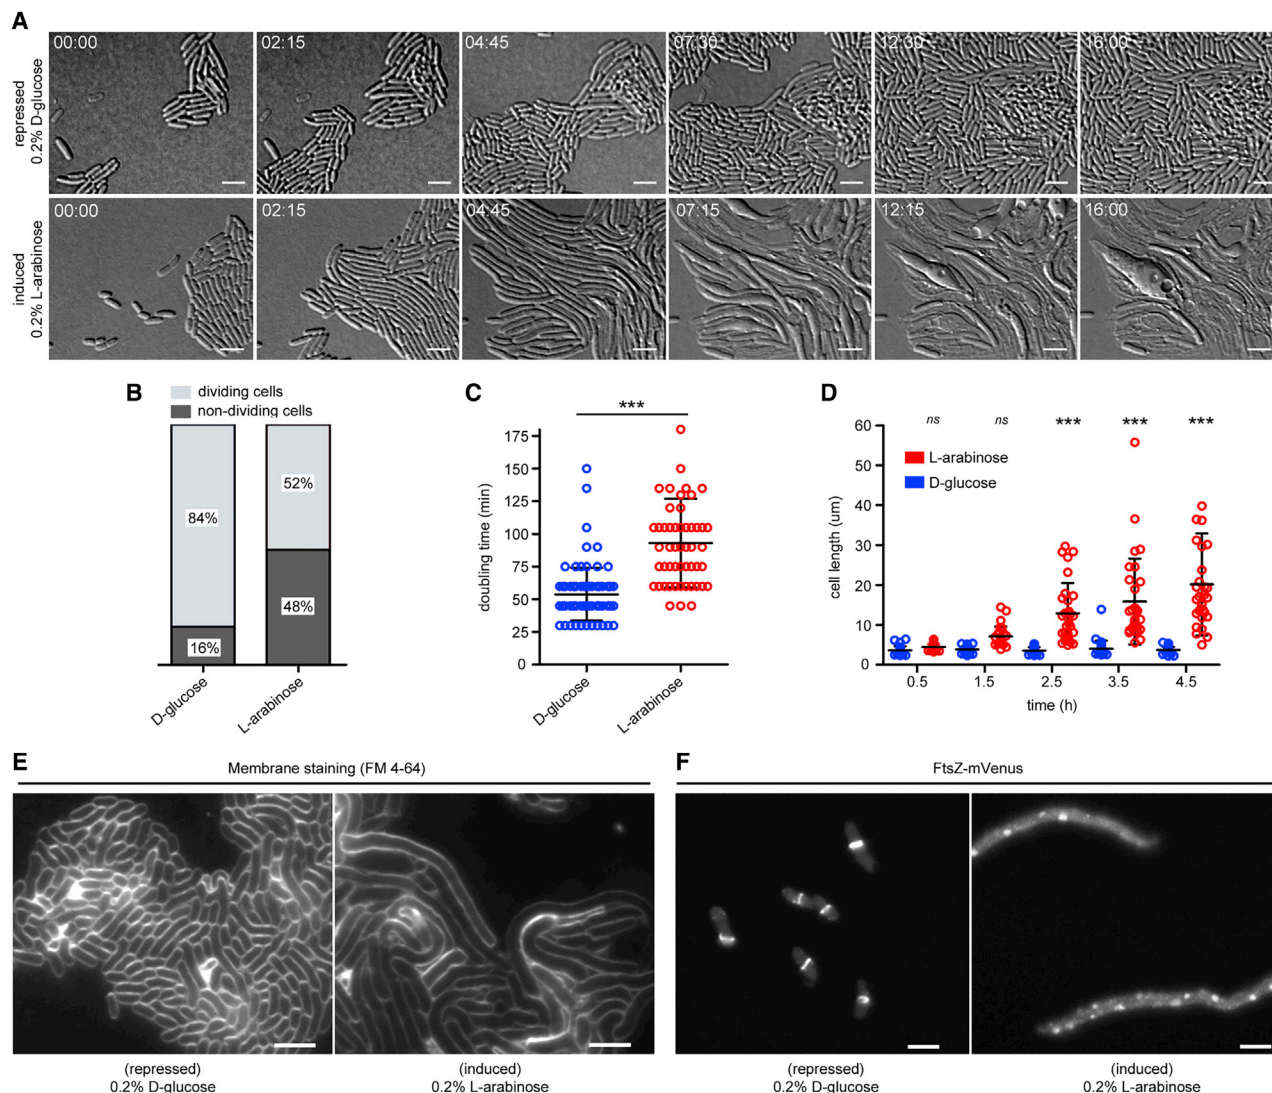 A
repressed
0.2% D-glucose
00:00
02:15
04:45
07:30
12:30
16:00
induced
0.2% L-arabinose
00:00
02:15
04:45
07:15
12:15
16:00
B
dividing cells
non-dividing cells
84%
16%
52%
48%
D-glucose
L-arabinose
C
***
doubling time (min)
175
150
125
100
75
50
25
0
D-glucose
L-arabinose
D
ns
ns
***
***
***
L-arabinose
D-glucose
cell length (um)
60
50
40
30
20
10
0
0.5
1.5
2.5
3.5
4.5
time (h)
E
Membrane staining (FM 4-64)
(repressed)
0.2% D-glucose
(induced)
0.2% L-arabinose
F
FtsZ-mVenus
(repressed)
0.2% D-glucose
(induced)
0.2% L-arabinose